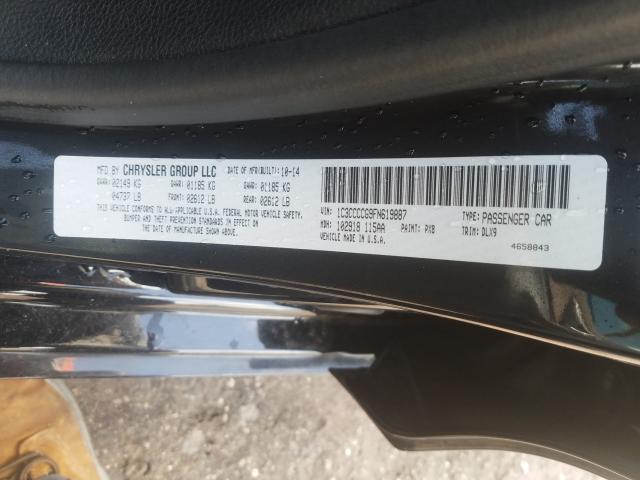 MFD BY CHRYSLER GROUP LLC DATE OF MFR(BUILT): 10-14
GVWR: 02149 KG GAWR: 01185 KG GAWR: 01185 KG
04737 LB FRONT: 02612 LB REAR: 02612 LB
THIS VEHICLE CONFORMS TO ALL APPLICABLE U.S.A. FEDERAL MOTOR VEHICLE SAFETY,
BUMPER AND THEFT PREVENTION STANDARDS IN EFFECT ON
THE DATE OF MANUFACTURE SHOWN ABOVE.
VIN: 1C3CCCCG9FN619887 TYPE: PASSENGER CAR
MDH: 102918 115AA PAINT: PX8 TRIM: DLX9
VEHICLE MADE IN U.S.A.
4658843